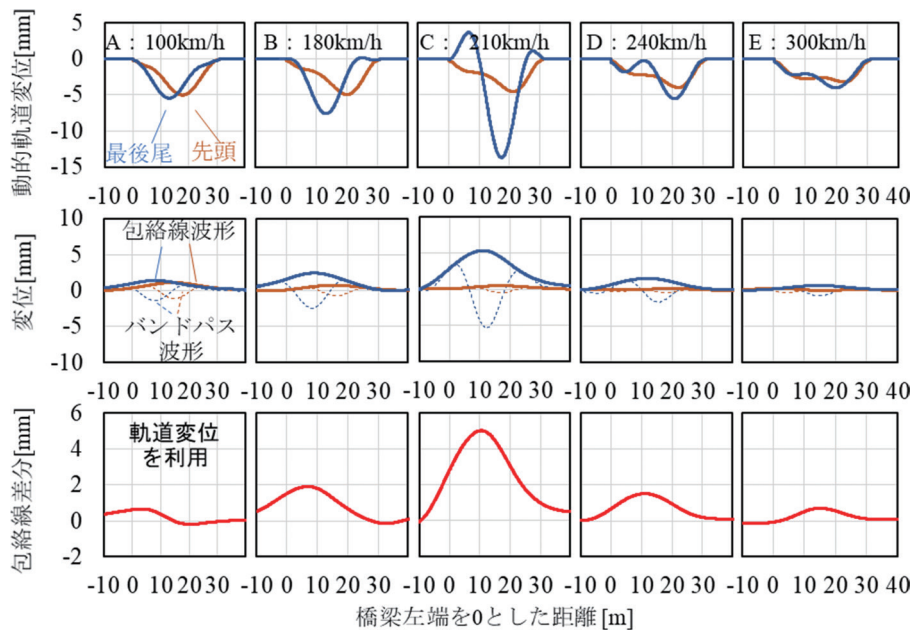 動的軌道変位[mm]
5
0
-5
-10
-15
A：100km/h
B：180km/h
C：210km/h
D：240km/h
E：300km/h
最後尾
先頭
-10 0 10 20 30
-10 0 10 20 30
-10 0 10 20 30
-10 0 10 20 30
-10 0 10 20 30 40
変位[mm]
10
5
0
-5
-10
包絡線波形
バンドパス
波形
-10 0 10 20 30
-10 0 10 20 30
-10 0 10 20 30
-10 0 10 20 30
-10 0 10 20 30 40
包絡線差分[mm]
6
4
2
0
-2
軌道変位
を利用
-10 0 10 20 30
-10 0 10 20 30
-10 0 10 20 30
-10 0 10 20 30
-10 0 10 20 30 40
橋梁左端を0とした距離[m]